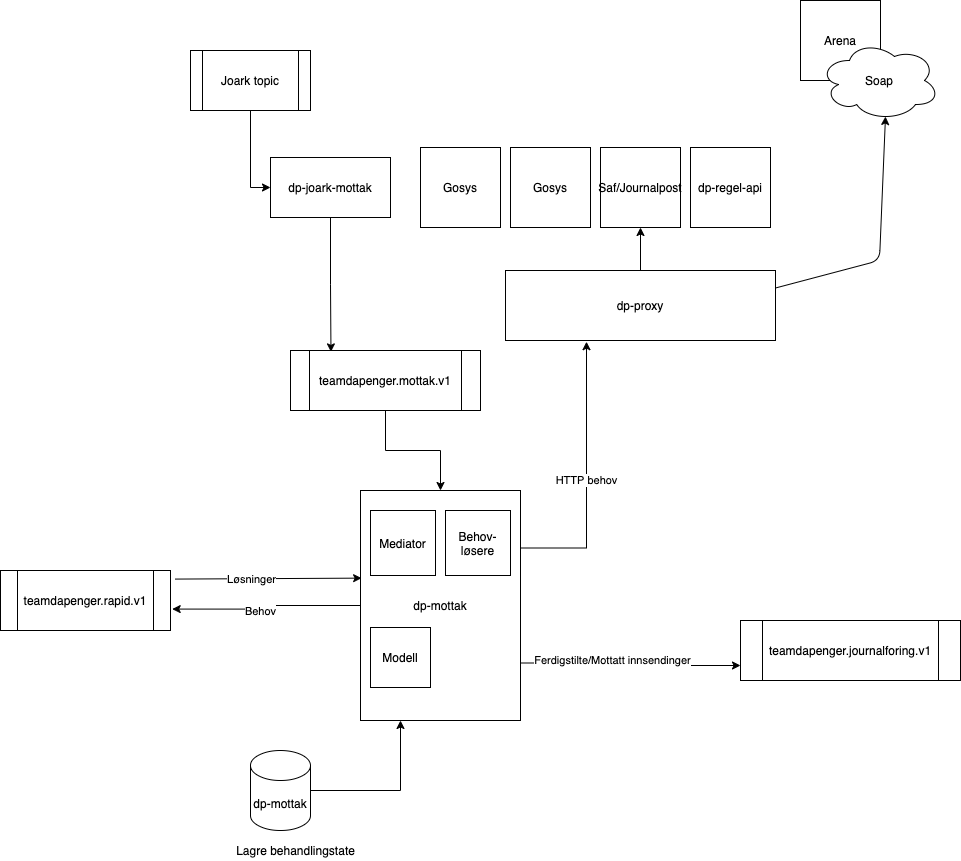 Arena
Soap
Joark topic
dp-joark-mottak
Gosys
Gosys
Saf/Journalpost
dp-regel-api
dp-proxy
teamdapenger.mottak.v1
HTTP behov
Mediator
Behov-
løsere
Løsninger
teamdapenger.rapid.v1
Behov
dp-mottak
Modell
Ferdigstilte/Mottatt innsendinger
teamdapenger.journalforing.v1
dp-mottak
Lagre behandlingstate